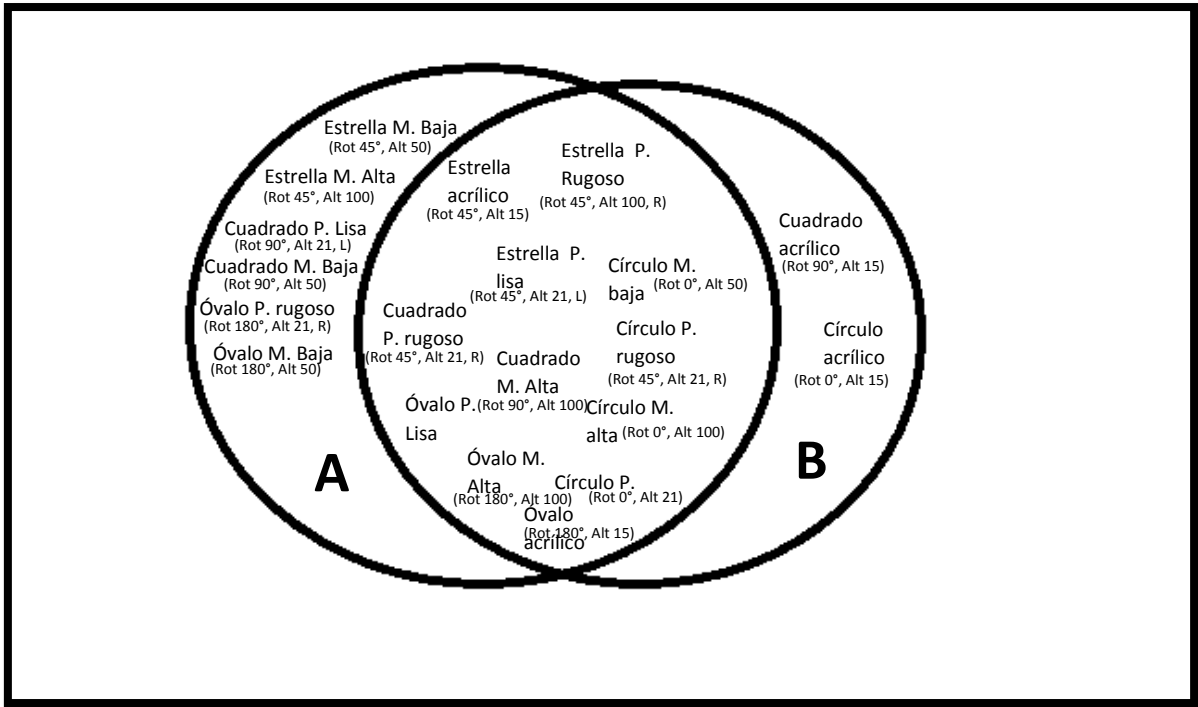 Estrella M. Baja
(Rot 45°, Alt 50)
Estrella M. Alta
(Rot 45°, Alt 100)
Cuadrado P. Lisa
(Rot 90°, Alt 21, L)
Cuadrado M. Baja
(Rot 90°, Alt 50)
Óvalo P. rugoso
(Rot 180°, Alt 21, R)
Óvalo M. Baja
(Rot 180°, Alt 50)
A
Estrella
acrílico
(Rot 45°, Alt 15)
Estrella P.
Rugoso
(Rot 45°, Alt 100, R)
Estrella P.
lisa
(Rot 45°, Alt 21, L)
Círculo M.
baja (Rot 0°, Alt 50)
Cuadrado
P. rugoso
(Rot 45°, Alt 21, R)
Círculo P.
rugoso
(Rot 45°, Alt 21, R)
Cuadrado
M. Alta
(Rot 90°, Alt 100)
Óvalo P.
Lisa
Círculo M.
alta (Rot 0°, Alt 100)
Óvalo M.
Alta
(Rot 180°, Alt 100)
Círculo P.
(Rot 0°, Alt 21)
Óvalo
acrílico
(Rot 180°, Alt 15)
Cuadrado
acrílico
(Rot 90°, Alt 15)
Círculo
acrílico
(Rot 0°, Alt 15)
B